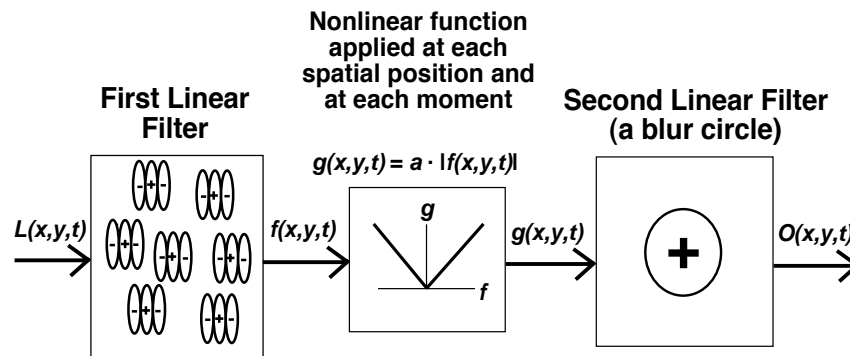 Nonlinear function
applied at each
spatial position and
at each moment
First Linear
Filter
Second Linear Filter
(a blur circle)
g(x,y,t) = a · |f(x,y,t)|
L(x,y,t)
- + -
- + -
- + -
- + -
- + -
- + -
- + -
f(x,y,t)
g
f
g(x,y,t)
+
O(x,y,t)